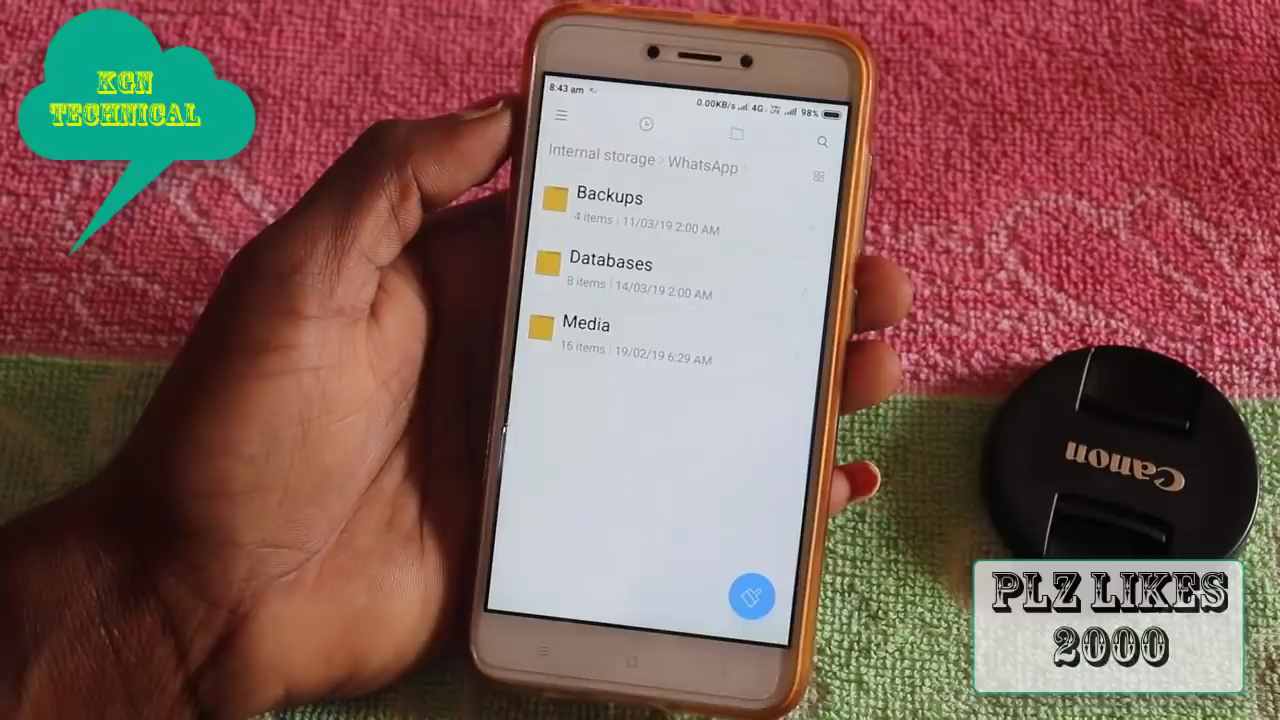 KGN
TECHNICAL
8:43 am
0.00KB/s 4G 98%
Internal storage > WhatsApp
Backups
4 items | 11/03/19 2:00 AM
Databases
8 items | 14/03/19 2:00 AM
Media
16 items | 19/02/19 6:29 AM
Canon
PLZ LIKES
2000